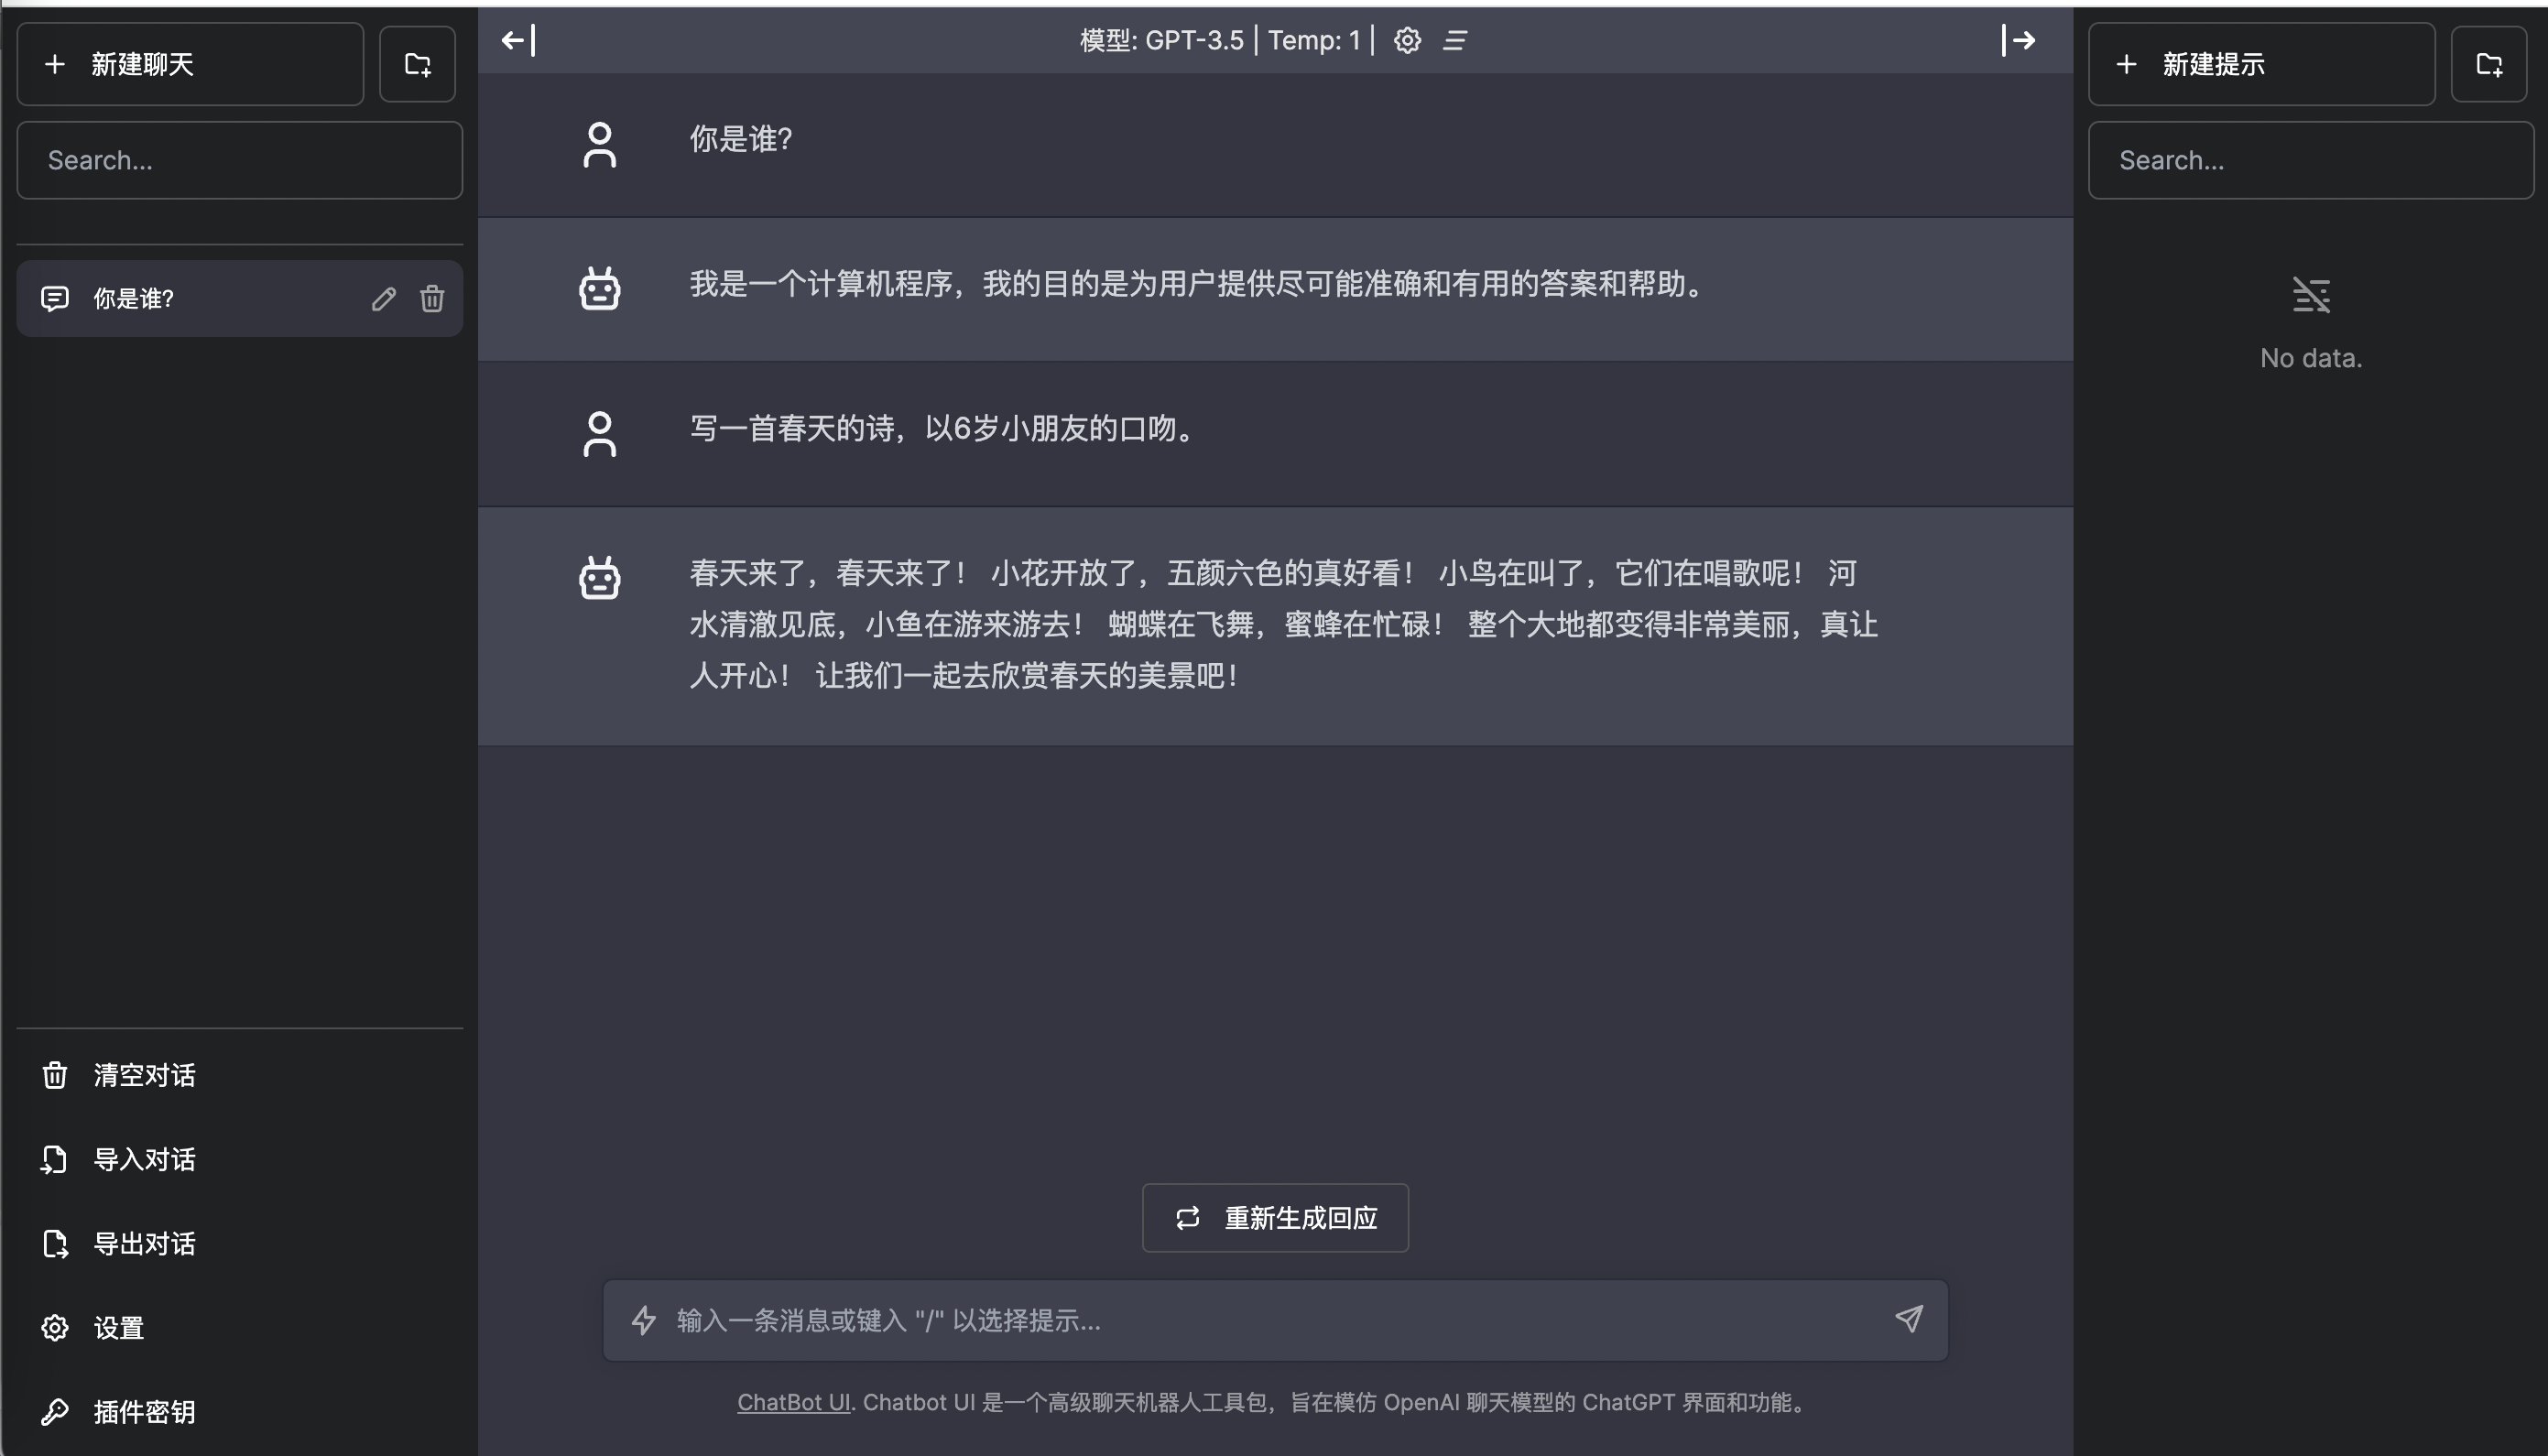 新建聊天
Search...
你是谁?
清空对话
导入对话
导出对话
设置
插件密钥
模型: GPT-3.5 | Temp: 1 |
你是谁?
我是一个计算机程序，我的目的是为用户提供尽可能准确和有用的答案和帮助。
写一首春天的诗，以6岁小朋友的口吻。
春天来了，春天来了！ 小花开放了，五颜六色的真好看！ 小鸟在叫了，它们在唱歌呢！ 河
水清澈见底，小鱼在游来游去！ 蝴蝶在飞舞，蜜蜂在忙碌！ 整个大地都变得非常美丽，真让
人开心！ 让我们一起去欣赏春天的美景吧！
重新生成回应
输入一条消息或键入 "/" 以选择提示...
ChatBot UI. Chatbot UI 是一个高级聊天机器人工具包，旨在模仿 OpenAI 聊天模型的 ChatGPT 界面和功能。
新建提示
Search...
No data.